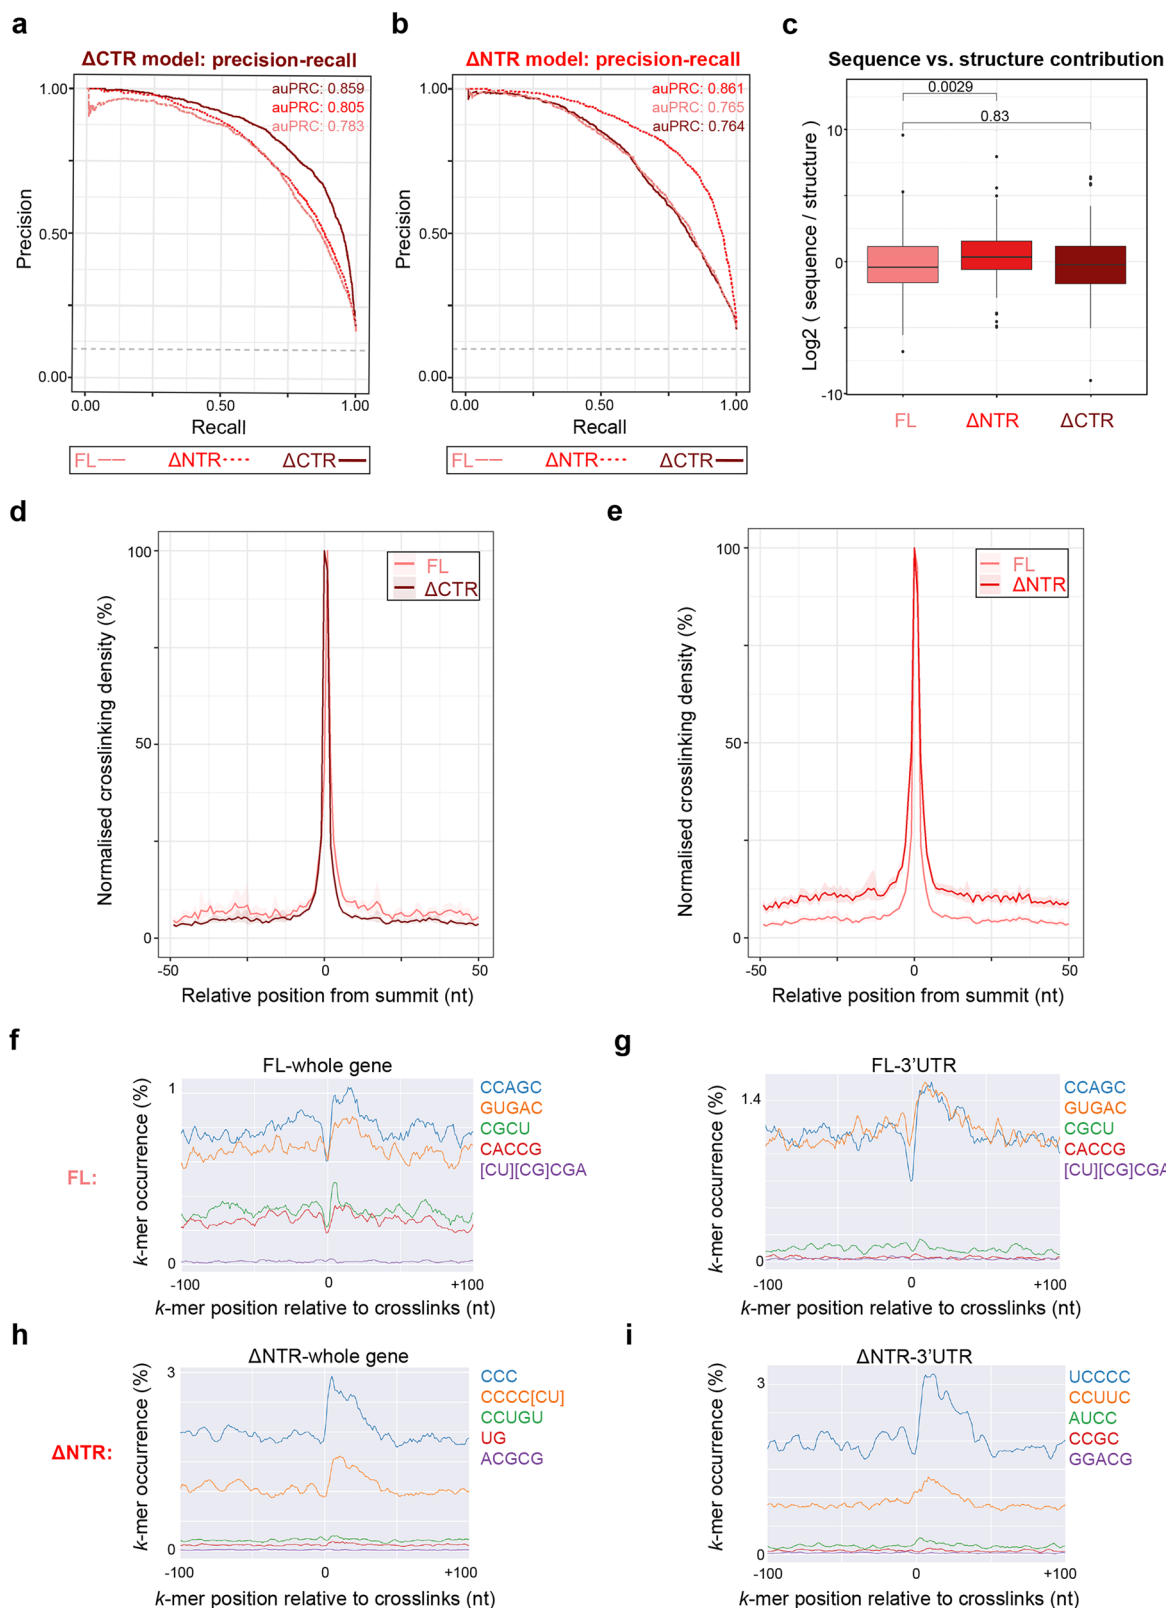 a
ΔCTR model: precision-recall
auPRC: 0.859
auPRC: 0.805
auPRC: 0.783
1.00
0.50
0.00
Precision
0.00 0.50 1.00
Recall
FL ΔNTR ΔCTR
b
ΔNTR model: precision-recall
auPRC: 0.861
auPRC: 0.765
auPRC: 0.764
1.00
0.50
0.00
Precision
0.00 0.50 1.00
Recall
FL ΔNTR ΔCTR
c
Sequence vs. structure contribution
0.0029
0.83
10
0
-10
Log2 ( sequence / structure )
FL ΔNTR ΔCTR
d
FL
ΔCTR
100
50
0
Normalised crosslinking density (%)
-50 0 50
Relative position from summit (nt)
e
FL
ΔNTR
100
50
0
Normalised crosslinking density (%)
-50 0 50
Relative position from summit (nt)
f
FL-whole gene
FL:
1
0
k-mer occurrence (%)
CCAGC
GUGAC
CGCU
CACCG
[CU][CG]CGA
-100 0 +100
k-mer position relative to crosslinks (nt)
g
FL-3'UTR
1.4
0
k-mer occurrence (%)
CCAGC
GUGAC
CGCU
CACCG
[CU][CG]CGA
-100 0 +100
k-mer position relative to crosslinks (nt)
h
ΔNTR-whole gene
ΔNTR:
3
0
k-mer occurrence (%)
CCC
CCCC[CU]
CCUGU
UG
ACGCG
-100 0 +100
k-mer position relative to crosslinks (nt)
i
ΔNTR-3'UTR
3
0
k-mer occurrence (%)
UCCCC
CCUUC
AUCC
CCGC
GGACG
-100 0 +100
k-mer position relative to crosslinks (nt)